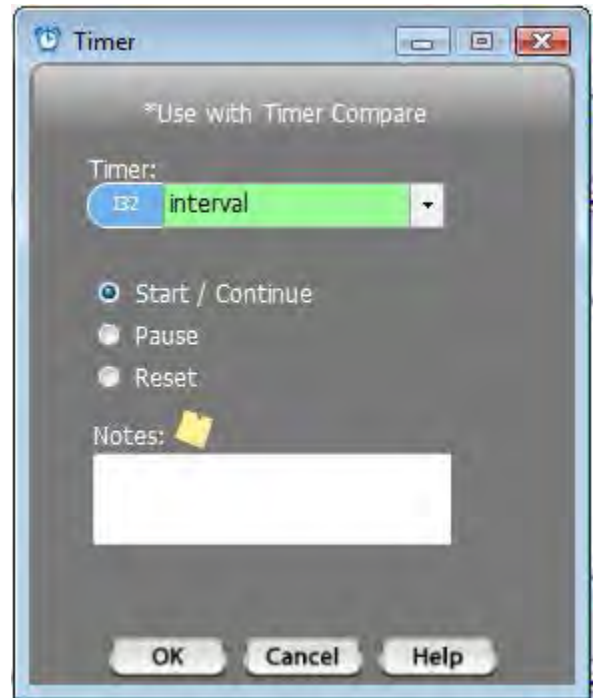 Timer
*Use with Timer Compare
Timer:
I32 interval
Start / Continue
Pause
Reset
Notes:
OK Cancel Help